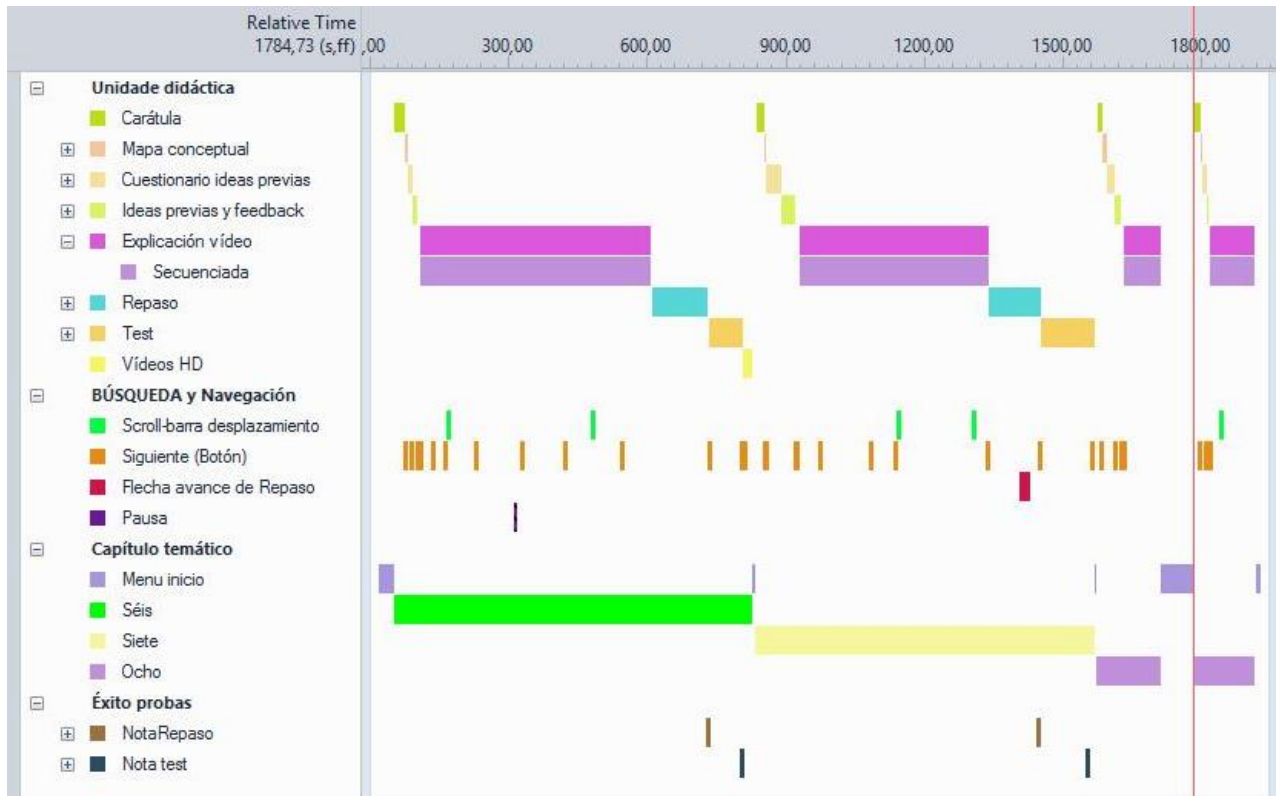 Relative Time
1784,73 (s,ff) ,00 300,00 600,00 900,00 1200,00 1500,00 1800,00
Unidade didáctica
Carátula
Mapa conceptual
Cuestionario ideas previas
Ideas previas y feedback
Explicación vídeo
Secuenciada
Repaso
Test
Vídeos HD
BÚSQUEDA y Navegación
Scroll-barra desplazamiento
Siguiente (Botón)
Flecha avance de Repaso
Pausa
Capítulo temático
Menu inicio
Séis
Siete
Ocho
Éxito probas
NotaRepaso
Nota test